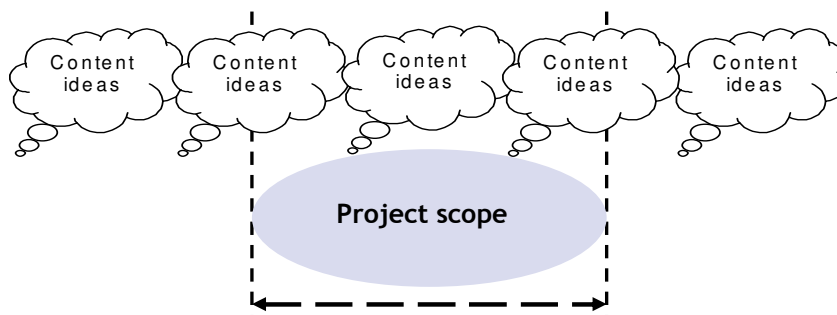 Content
ideas
Content
ideas
Content
ideas
Content
ideas
Content
ideas
Project scope